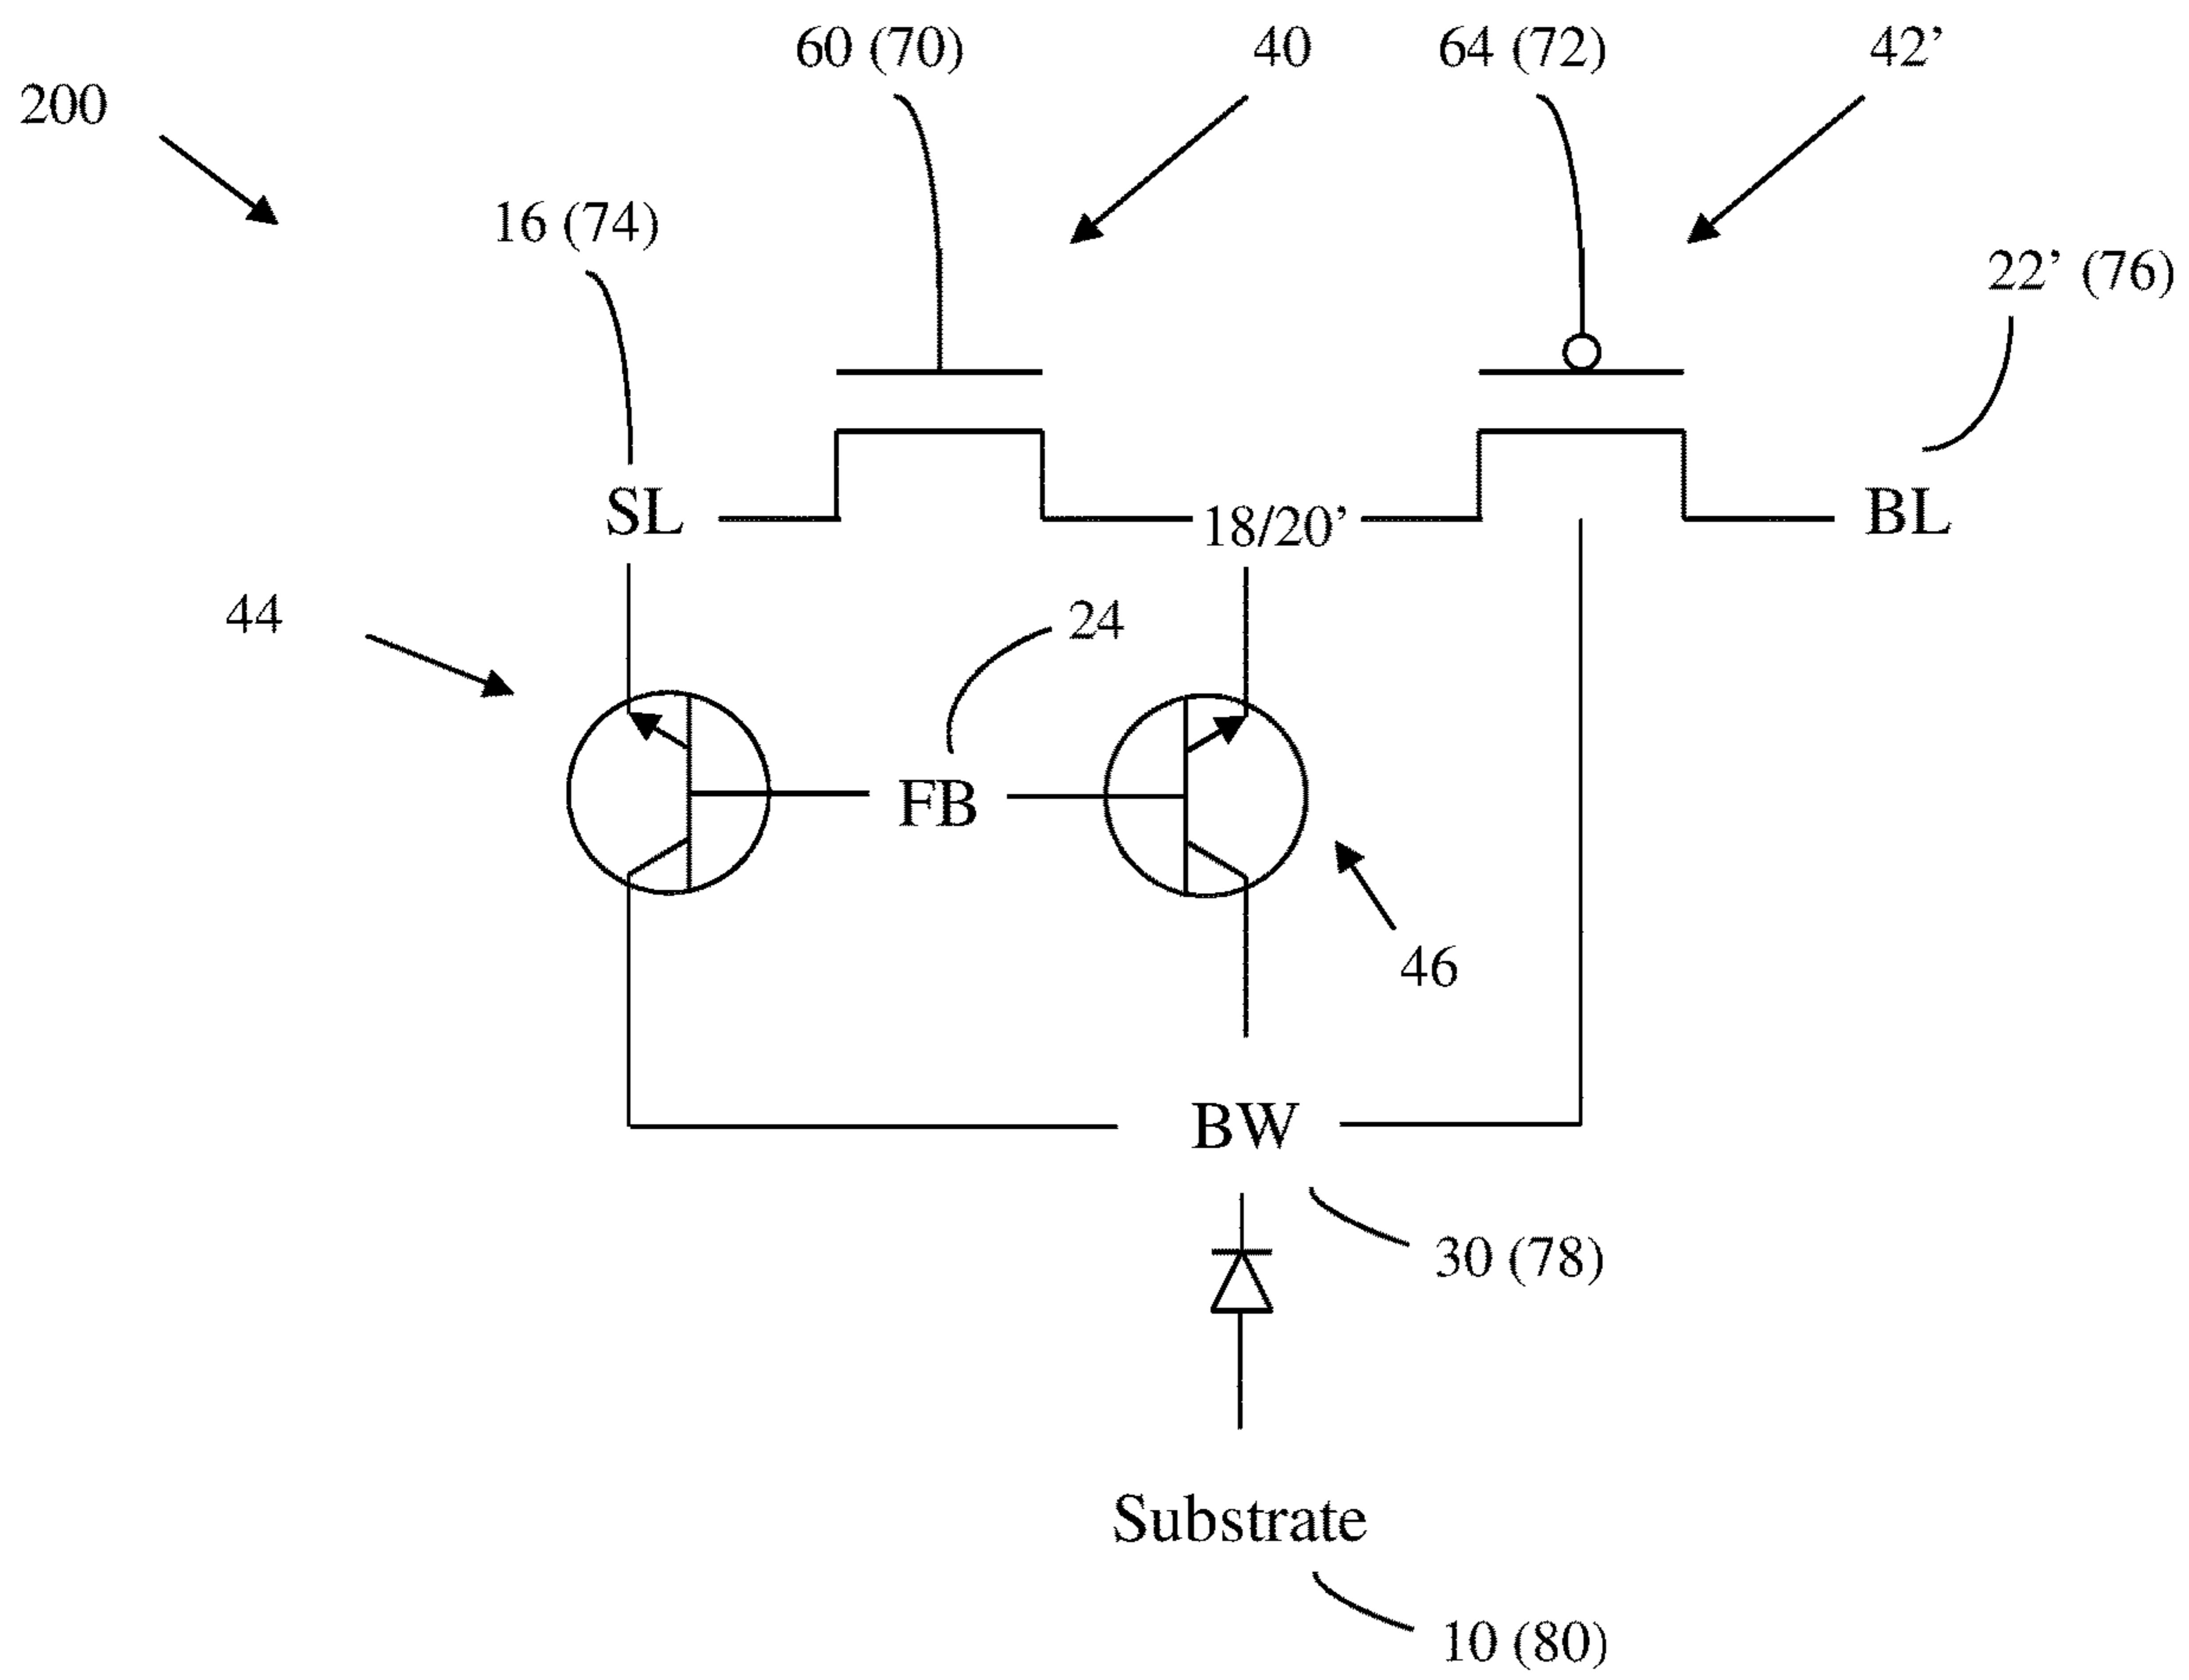 60 (70)
40
64 (72)
42’
200
16 (74)
22’ (76)
SL
18/20’
BL
44
24
FB
46
BW
30 (78)
Substrate
10 (80)